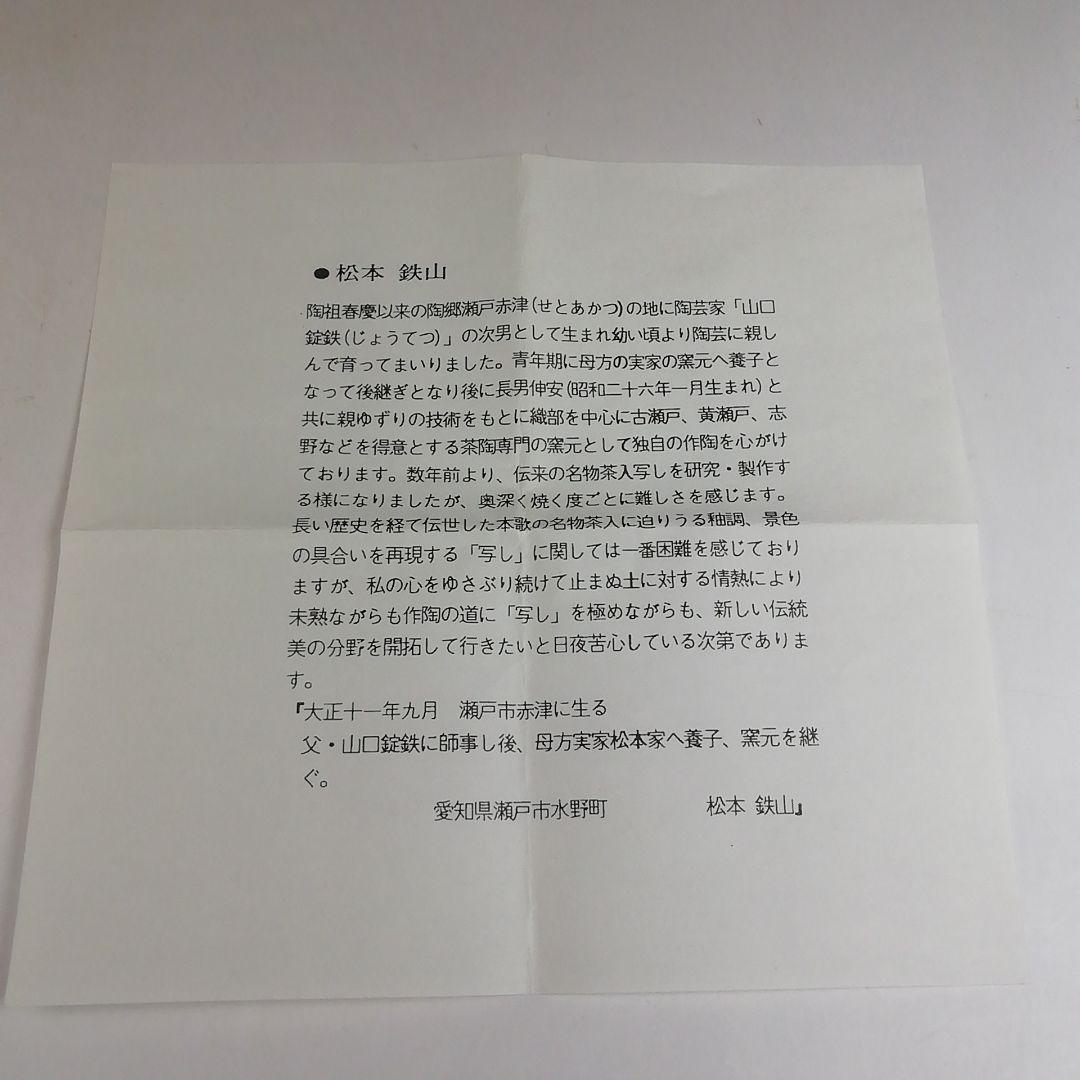 ●松本 鉄山
陶祖春慶以来の陶郷瀬戸赤津(せとあかつ)の地に陶芸家「山口
錠鉄(じょうてつ)」の次男として生まれ幼い頃より陶芸に親し
んで育ってまいりました。青年期に母方の実家の窯元へ養子と
なって後継ぎとなり後に長男伸安(昭和二十六年一月生まれ)と
共に親ゆずりの技術をもとに織部を中心に古瀬戸、黄瀬戸、志
野などを得意とする茶陶専門の窯元として独自の作陶を心がけ
ております。数年前より、伝来の名物茶入写しを研究・製作す
る様になりましたが、奥深く焼く度ごとに難しさを感じます。
長い歴史を経て伝世した本歌の名物茶入に迫りうる釉調、景色
の具合いを再現する「写し」に関しては一番困難を感じており
ますが、私の心をゆさぶり続けて止まぬ土に対する情熱により
未熟ながらも作陶の道に「写し」を極めながらも、新しい伝統
美の分野を開拓して行きたいと日夜苦心している次第でありま
す。
『大正十一年九月 瀬戸市赤津に生る
父・山口錠鉄に師事し後、母方実家松本家へ養子、窯元を継
ぐ。
愛知県瀬戸市水野町 松本 鉄山』